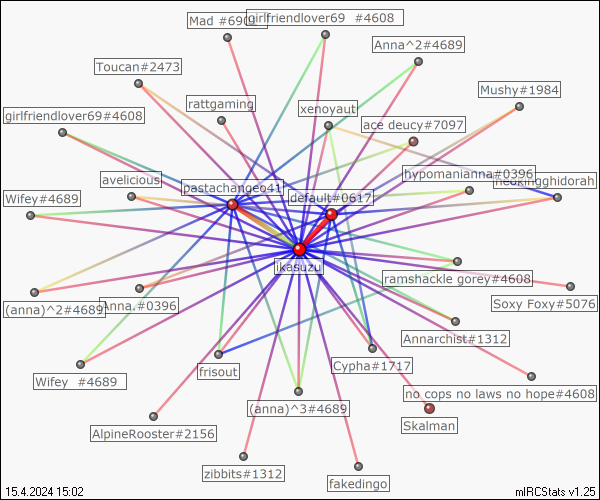 Mad #6904
girlfriendlover69  #4608
Anna^2#4689
Toucan#2473
Mushy#1984
rattgaming
xenoyaut
girlfriendlover69#4608
ace deucy#7097
avelicious
hypomanianna#0396
neokingghidorah
pastachangeo41
default#0617
Wifey#4689
ikasuzu
ramshackle gorey#4608
Soxy Foxy#5076
(anna)^2#4689
Anna.#0396
Annarchist#1312
Cypha#1717
frisout
Wifey  #4689
no cops no laws no hope#4608
(anna)^3#4689
Skalman
AlpineRooster#2156
zibbits#1312
fakedingo
15.4.2024 15:02
mIRCStats v1.25